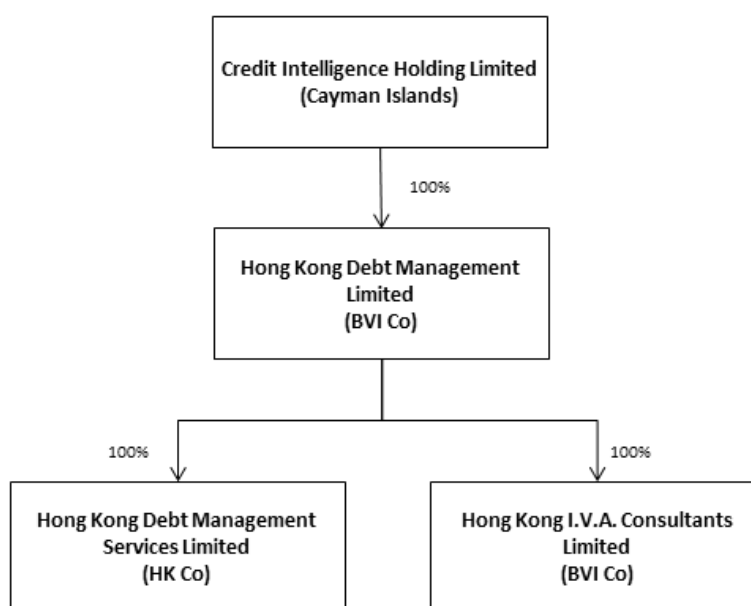 Credit Intelligence Holding Limited
(Cayman Islands)
100%
Hong Kong Debt Management
Limited
(BVI Co)
100%
100%
Hong Kong Debt Management
Services Limited
(HK Co)
Hong Kong I.V.A. Consultants
Limited
(BVI Co)